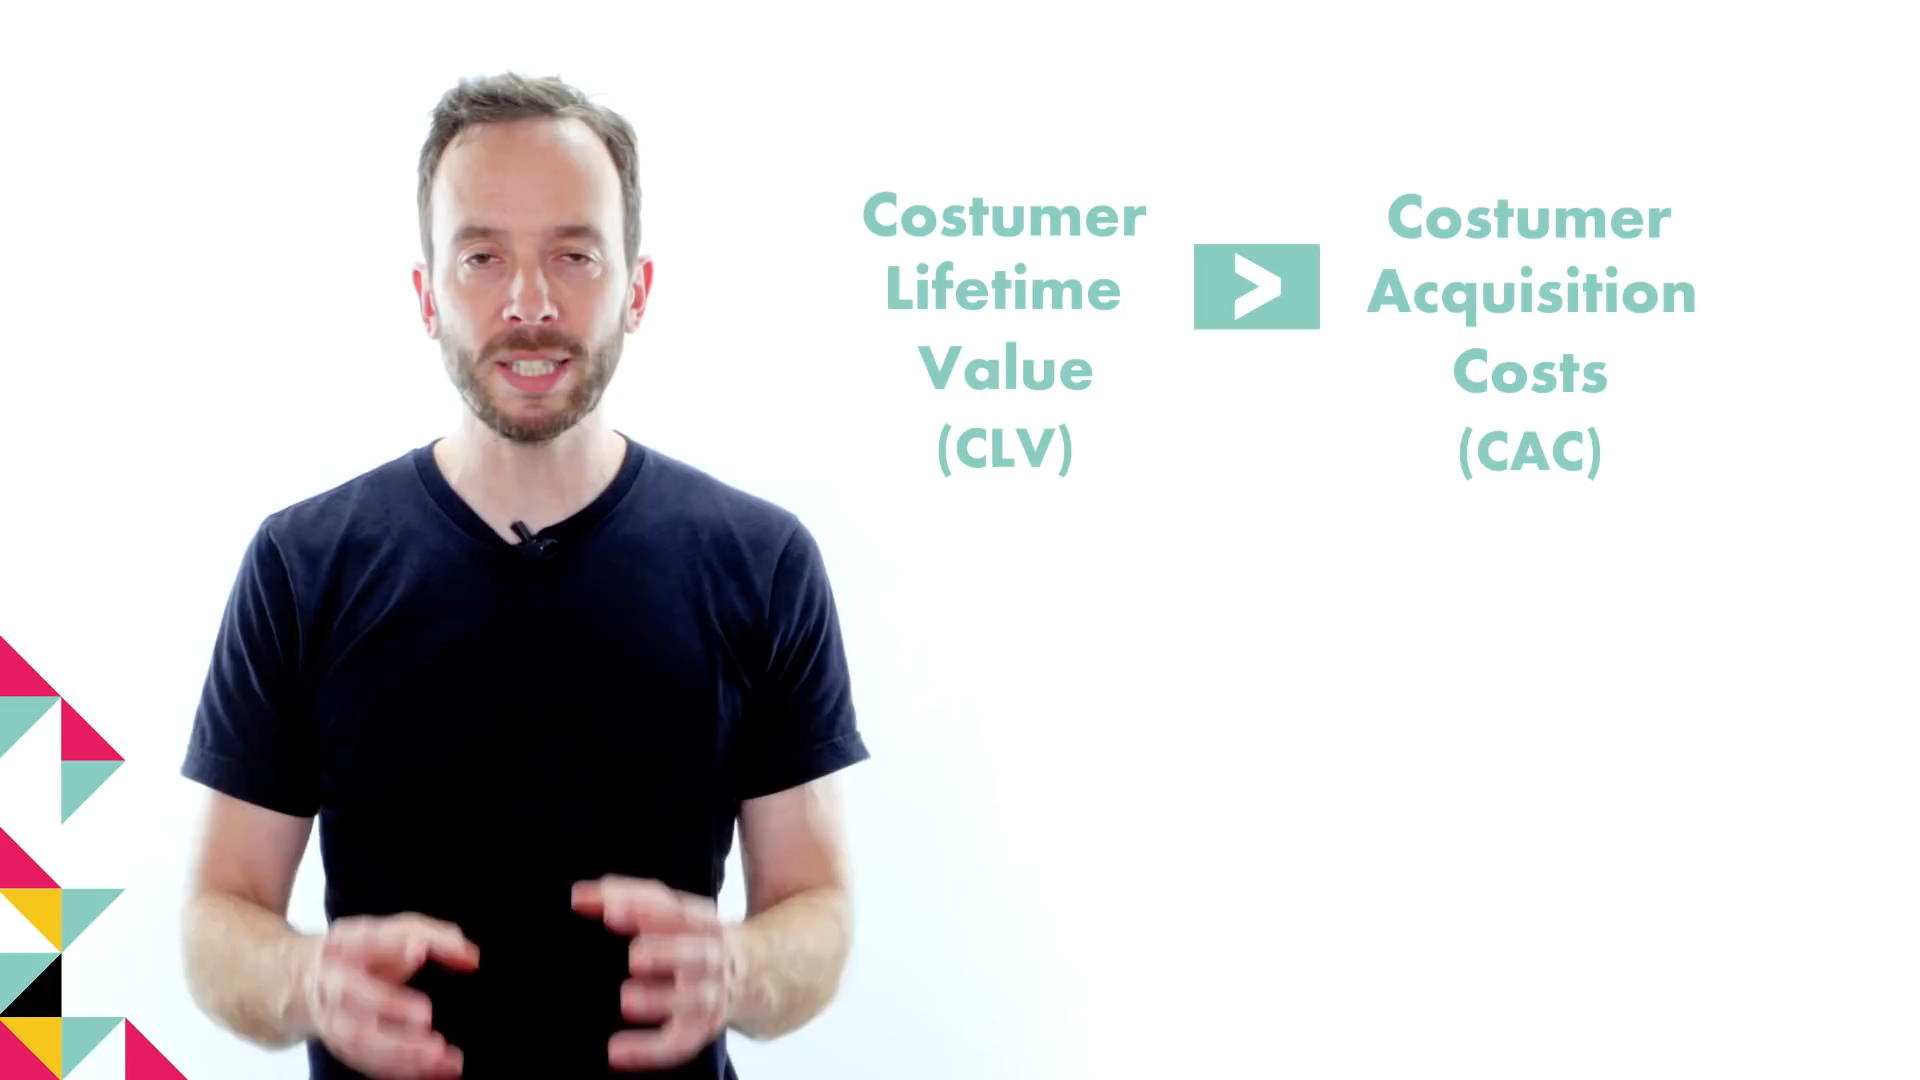 Costumer
Lifetime
Value
(CLV)
>
Costumer
Acquisition
Costs
(CAC)